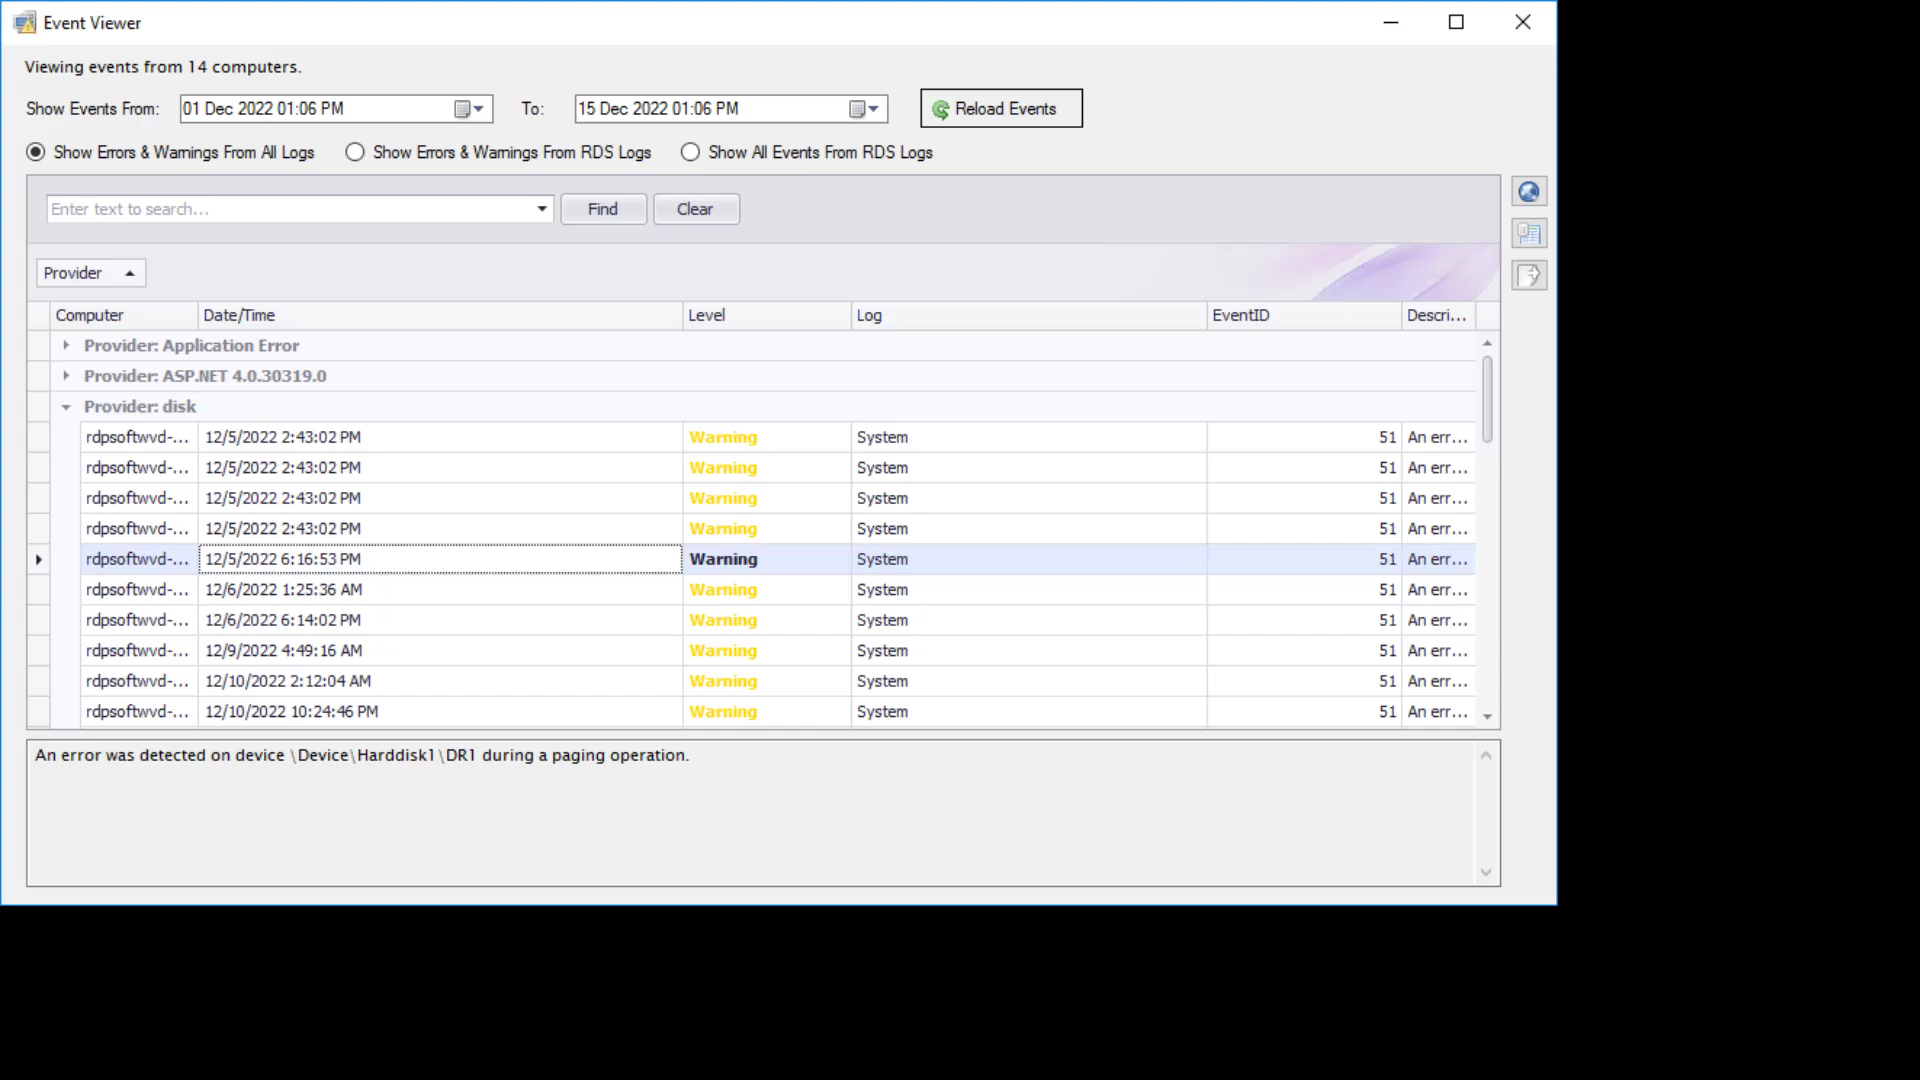 Event Viewer
Viewing events from 14 computers.
Show Events From: 01 Dec 2022 01:06 PM To: 15 Dec 2022 01:06 PM Reload Events
Show Errors & Warnings From All Logs Show Errors & Warnings From RDS Logs Show All Events From RDS Logs
Enter text to search... Find Clear
Provider
Computer Date/Time Level Log EventID Descri...
Provider: Application Error
Provider: ASP.NET 4.0.30319.0
Provider: disk
rdpsoftwvd-... 12/5/2022 2:43:02 PM Warning System 51 An err...
rdpsoftwvd-... 12/5/2022 2:43:02 PM Warning System 51 An err...
rdpsoftwvd-... 12/5/2022 2:43:02 PM Warning System 51 An err...
rdpsoftwvd-... 12/5/2022 2:43:02 PM Warning System 51 An err...
rdpsoftwvd-... 12/5/2022 6:16:53 PM Warning System 51 An err...
rdpsoftwvd-... 12/6/2022 1:25:36 AM Warning System 51 An err...
rdpsoftwvd-... 12/6/2022 6:14:02 PM Warning System 51 An err...
rdpsoftwvd-... 12/9/2022 4:49:16 AM Warning System 51 An err...
rdpsoftwvd-... 12/10/2022 2:12:04 AM Warning System 51 An err...
rdpsoftwvd-... 12/10/2022 10:24:46 PM Warning System 51 An err...
An error was detected on device \Device\Harddisk1\DR1 during a paging operation.